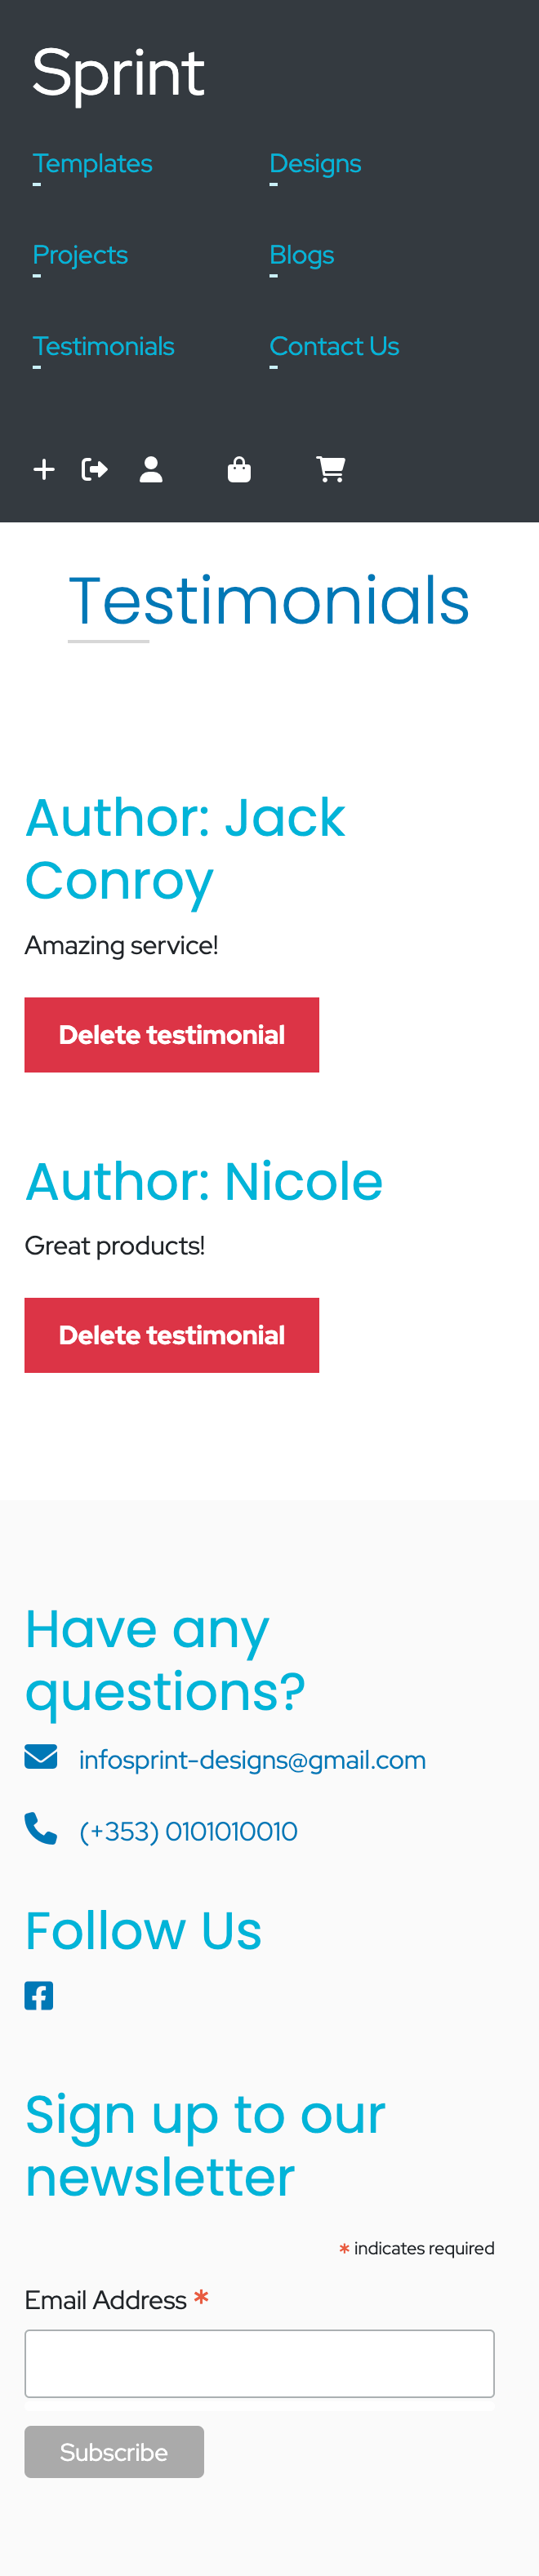 Sprint
Templates
Designs
Projects
Blogs
Testimonials
Contact Us
Testimonials
Author: Jack
Conroy
Amazing service!
Delete testimonial
Author: Nicole
Great products!
Delete testimonial
Have any
questions?
infosprint-designs@gmail.com
(+353) 0101010010
Follow Us
Sign up to our
newsletter
* indicates required
Email Address *
Subscribe